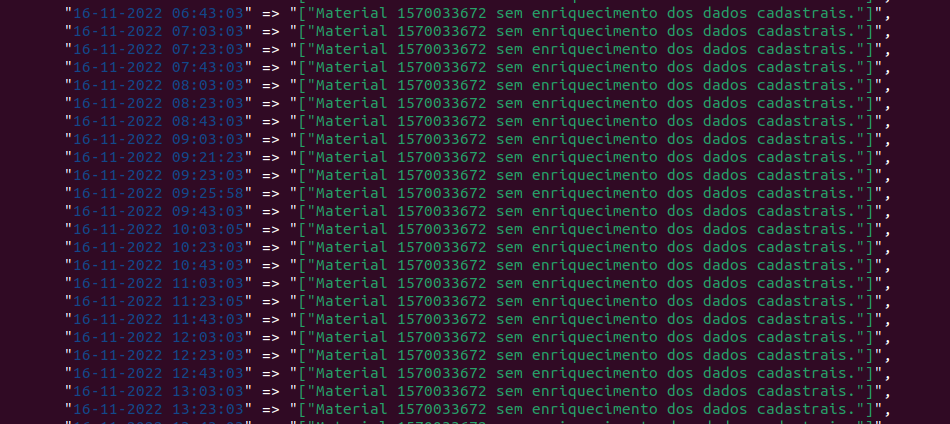 "16-11-2022 06:43:03" => "["Material 1570033672 sem enriquecimento dos dados cadastrais."]",
"16-11-2022 07:03:03" => "["Material 1570033672 sem enriquecimento dos dados cadastrais."]",
"16-11-2022 07:23:03" => "["Material 1570033672 sem enriquecimento dos dados cadastrais."]",
"16-11-2022 07:43:03" => "["Material 1570033672 sem enriquecimento dos dados cadastrais."]",
"16-11-2022 08:03:03" => "["Material 1570033672 sem enriquecimento dos dados cadastrais."]",
"16-11-2022 08:23:03" => "["Material 1570033672 sem enriquecimento dos dados cadastrais."]",
"16-11-2022 08:43:03" => "["Material 1570033672 sem enriquecimento dos dados cadastrais."]",
"16-11-2022 09:03:03" => "["Material 1570033672 sem enriquecimento dos dados cadastrais."]",
"16-11-2022 09:21:23" => "["Material 1570033672 sem enriquecimento dos dados cadastrais."]",
"16-11-2022 09:23:03" => "["Material 1570033672 sem enriquecimento dos dados cadastrais."]",
"16-11-2022 09:25:58" => "["Material 1570033672 sem enriquecimento dos dados cadastrais."]",
"16-11-2022 09:43:03" => "["Material 1570033672 sem enriquecimento dos dados cadastrais."]",
"16-11-2022 10:03:05" => "["Material 1570033672 sem enriquecimento dos dados cadastrais."]",
"16-11-2022 10:23:03" => "["Material 1570033672 sem enriquecimento dos dados cadastrais."]",
"16-11-2022 10:43:03" => "["Material 1570033672 sem enriquecimento dos dados cadastrais."]",
"16-11-2022 11:03:03" => "["Material 1570033672 sem enriquecimento dos dados cadastrais."]",
"16-11-2022 11:23:05" => "["Material 1570033672 sem enriquecimento dos dados cadastrais."]",
"16-11-2022 11:43:03" => "["Material 1570033672 sem enriquecimento dos dados cadastrais."]",
"16-11-2022 12:03:03" => "["Material 1570033672 sem enriquecimento dos dados cadastrais."]",
"16-11-2022 12:23:03" => "["Material 1570033672 sem enriquecimento dos dados cadastrais."]",
"16-11-2022 12:43:03" => "["Material 1570033672 sem enriquecimento dos dados cadastrais."]",
"16-11-2022 13:03:03" => "["Material 1570033672 sem enriquecimento dos dados cadastrais."]",
"16-11-2022 13:23:03" => "["Material 1570033672 sem enriquecimento dos dados cadastrais."]",